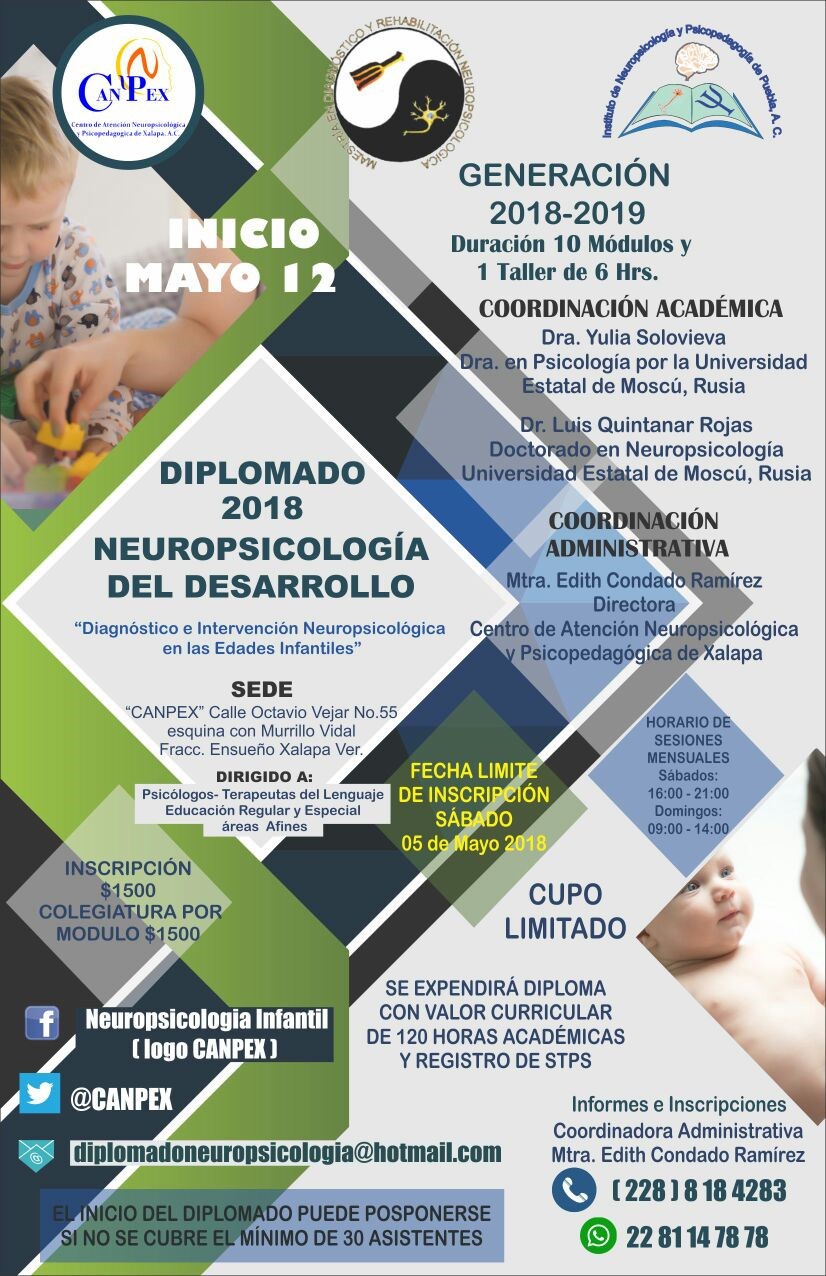 CANPEX
Centro de Atención Neuropsicológica
y Psicopedagogica de Xalapa, A.C.
MAESTRIA EN DIAGNÓSTICO Y REHABILITACIÓN NEUROPSICOLOGICA
Instituto de Neuropsicología y Psicopedagogía de Puebla, A. C.
GENERACIÓN
2018-2019
Duración 10 Módulos y
1 Taller de 6 Hrs.
INICIO
MAYO 12
COORDINACIÓN ACADÉMICA
Dra. Yulia Solovieva
Dra. en Psicología por la Universidad
Estatal de Moscú, Rusia
Dr. Luis Quintanar Rojas
Doctorado en Neuropsicología
Universidad Estatal de Moscú, Rusia
DIPLOMADO
2018
NEUROPSICOLOGÍA
DEL DESARROLLO
“Diagnóstico e Intervención Neuropsicológica
en las Edades Infantiles”
COORDINACIÓN
ADMINISTRATIVA
Mtra. Edith Condado Ramírez
Directora
Centro de Atención Neuropsicológica
y Psicopedagógica de Xalapa
SEDE
“CANPEX” Calle Octavio Vejar No.55
esquina con Murrillo Vidal
Fracc. Ensueño Xalapa Ver.
DIRIGIDO A:
Psicólogos- Terapeutas del Lenguaje
Educación Regular y Especial
áreas Afines
FECHA LIMITE
DE INSCRIPCIÓN
SÁBADO
05 de Mayo 2018
HORARIO DE
SESIONES
MENSUALES
Sábados:
16:00 - 21:00
Domingos:
09:00 - 14:00
INSCRIPCIÓN
$1500
COLEGIATURA POR
MODULO $1500
CUPO
LIMITADO
SE EXPENDIRÁ DIPLOMA
CON VALOR CURRICULAR
DE 120 HORAS ACADÉMICAS
Y REGISTRO DE STPS
f
Neuropsicologia Infantil
( logo CANPEX )
@CANPEX
diplomadoneuropsicologia@hotmail.com
Informes e Inscripciones
Coordinadora Administrativa
Mtra. Edith Condado Ramírez
( 228 ) 8 18 4283
22 81 14 78 78
EL INICIO DEL DIPLOMADO PUEDE POSPONERSE
SI NO SE CUBRE EL MÍNIMO DE 30 ASISTENTES